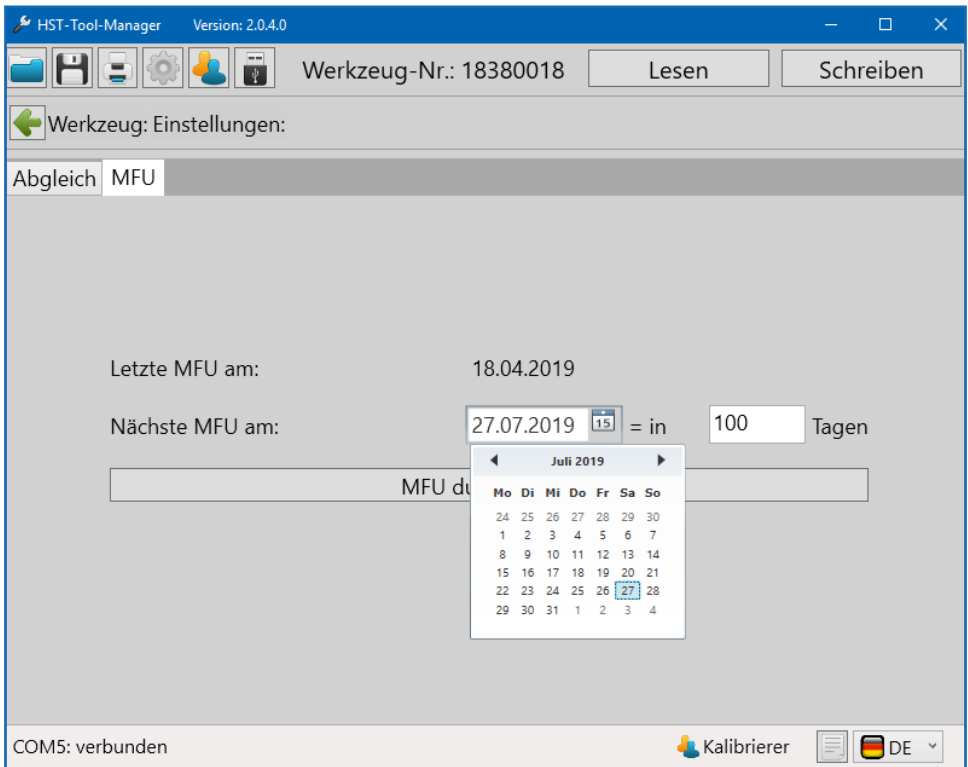 HST-Tool-Manager Version: 2.0.4.0
Werkzeug-Nr.: 18380018 Lesen Schreiben
Werkzeug: Einstellungen:
Abgleich MFU
Letzte MFU am: 18.04.2019
Nächste MFU am: 27.07.2019 15 = in 100 Tagen
MFU
Juli 2019
Mo Di Mi Do Fr Sa So
24 25 26 27 28 29 30
1 2 3 4 5 6 7
8 9 10 11 12 13 14
15 16 17 18 19 20 21
22 23 24 25 26 27 28
29 30 31 1 2 3 4
COM5: verbunden Kalibrierer DE